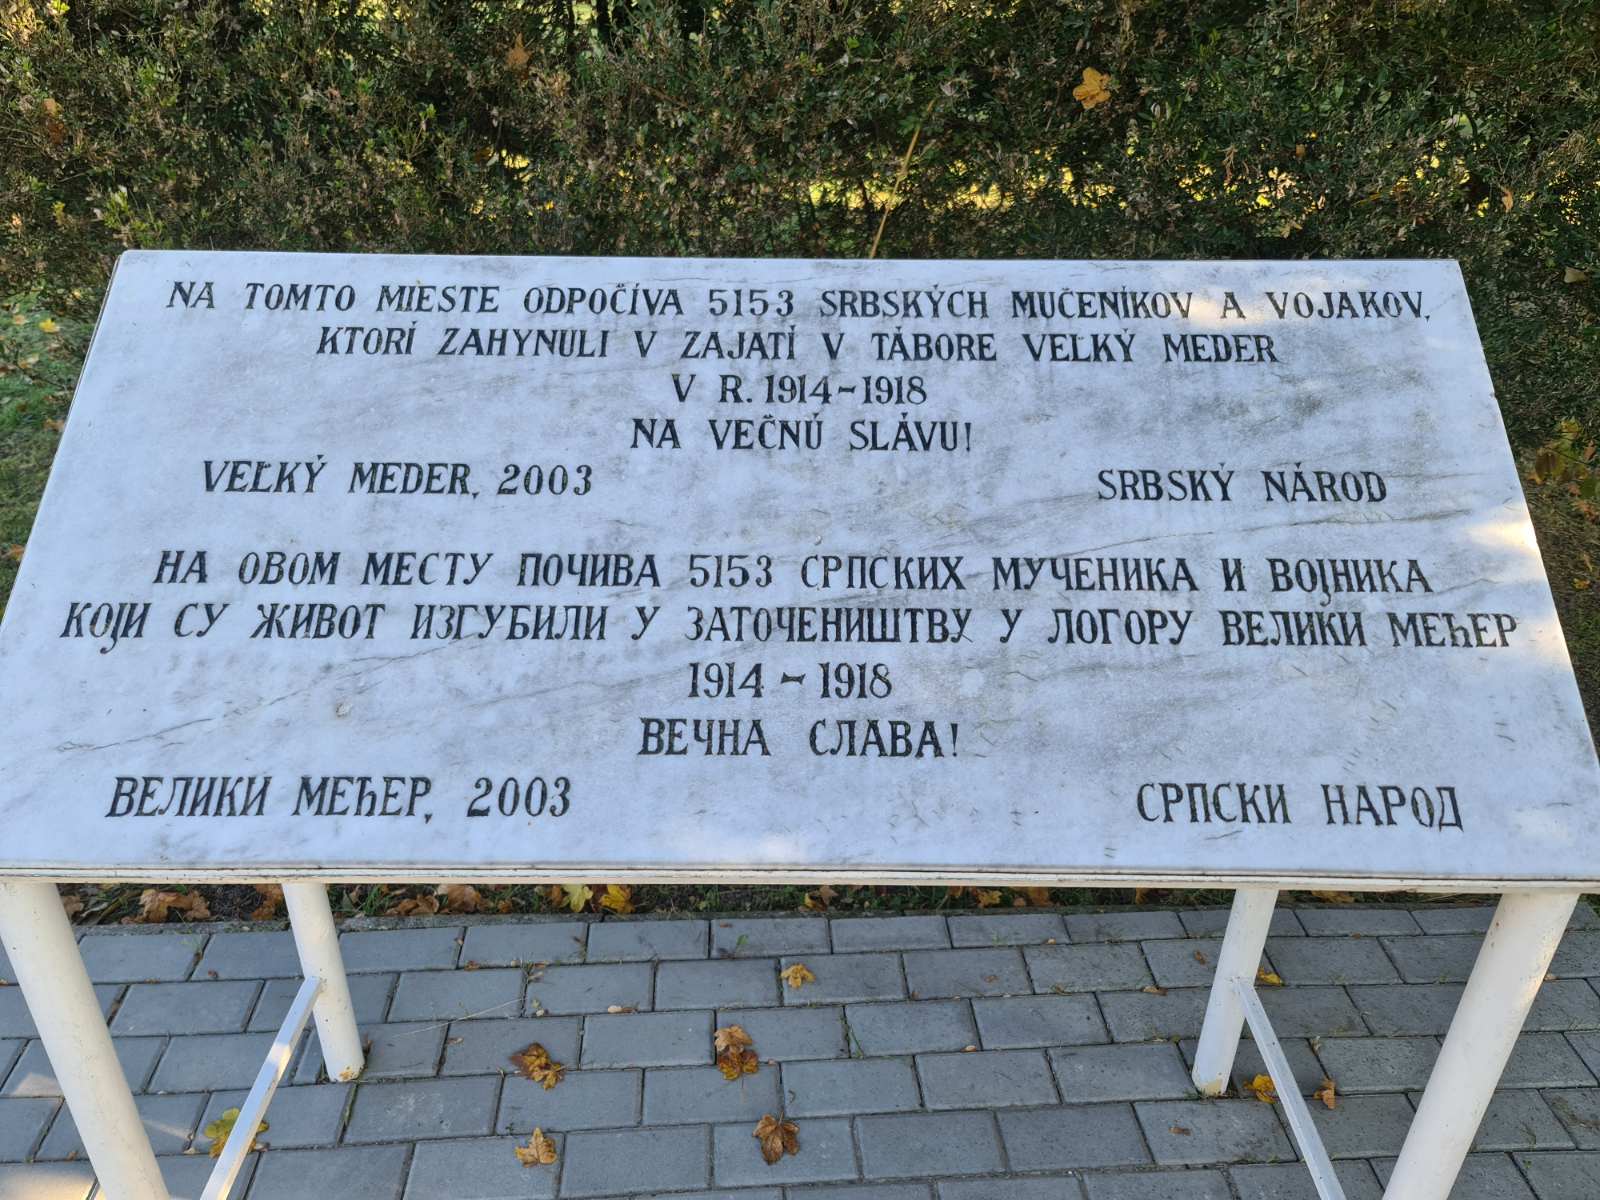 NA TOMTO MIESTE ODPOČÍVA 5153 SRBSKÝCH MUČENÍKOV A VOJAKOV,
KTORÍ ZAHYNULI V ZAJATÍ V TÁBORE VEĽKÝ MEDER
V R. 1914-1918
NA VEČNÚ SLÁVU!
VEĽKÝ MEDER, 2003 SRBSKÝ NÁROD
НА ОВОМ МЕСТУ ПОЧИВА 5153 СРПСКИХ МУЧЕНИКА И ВОЈНИКА
КОЈИ СУ ЖИВОТ ИЗГУБИЛИ У ЗАТОЧЕНИШТВУ У ЛОГОРУ ВЕЛИКИ МЕЂЕР
1914 - 1918
ВЕЧНА СЛАВА!
ВЕЛИКИ МЕЂЕР, 2003 СРПСКИ НАРОД